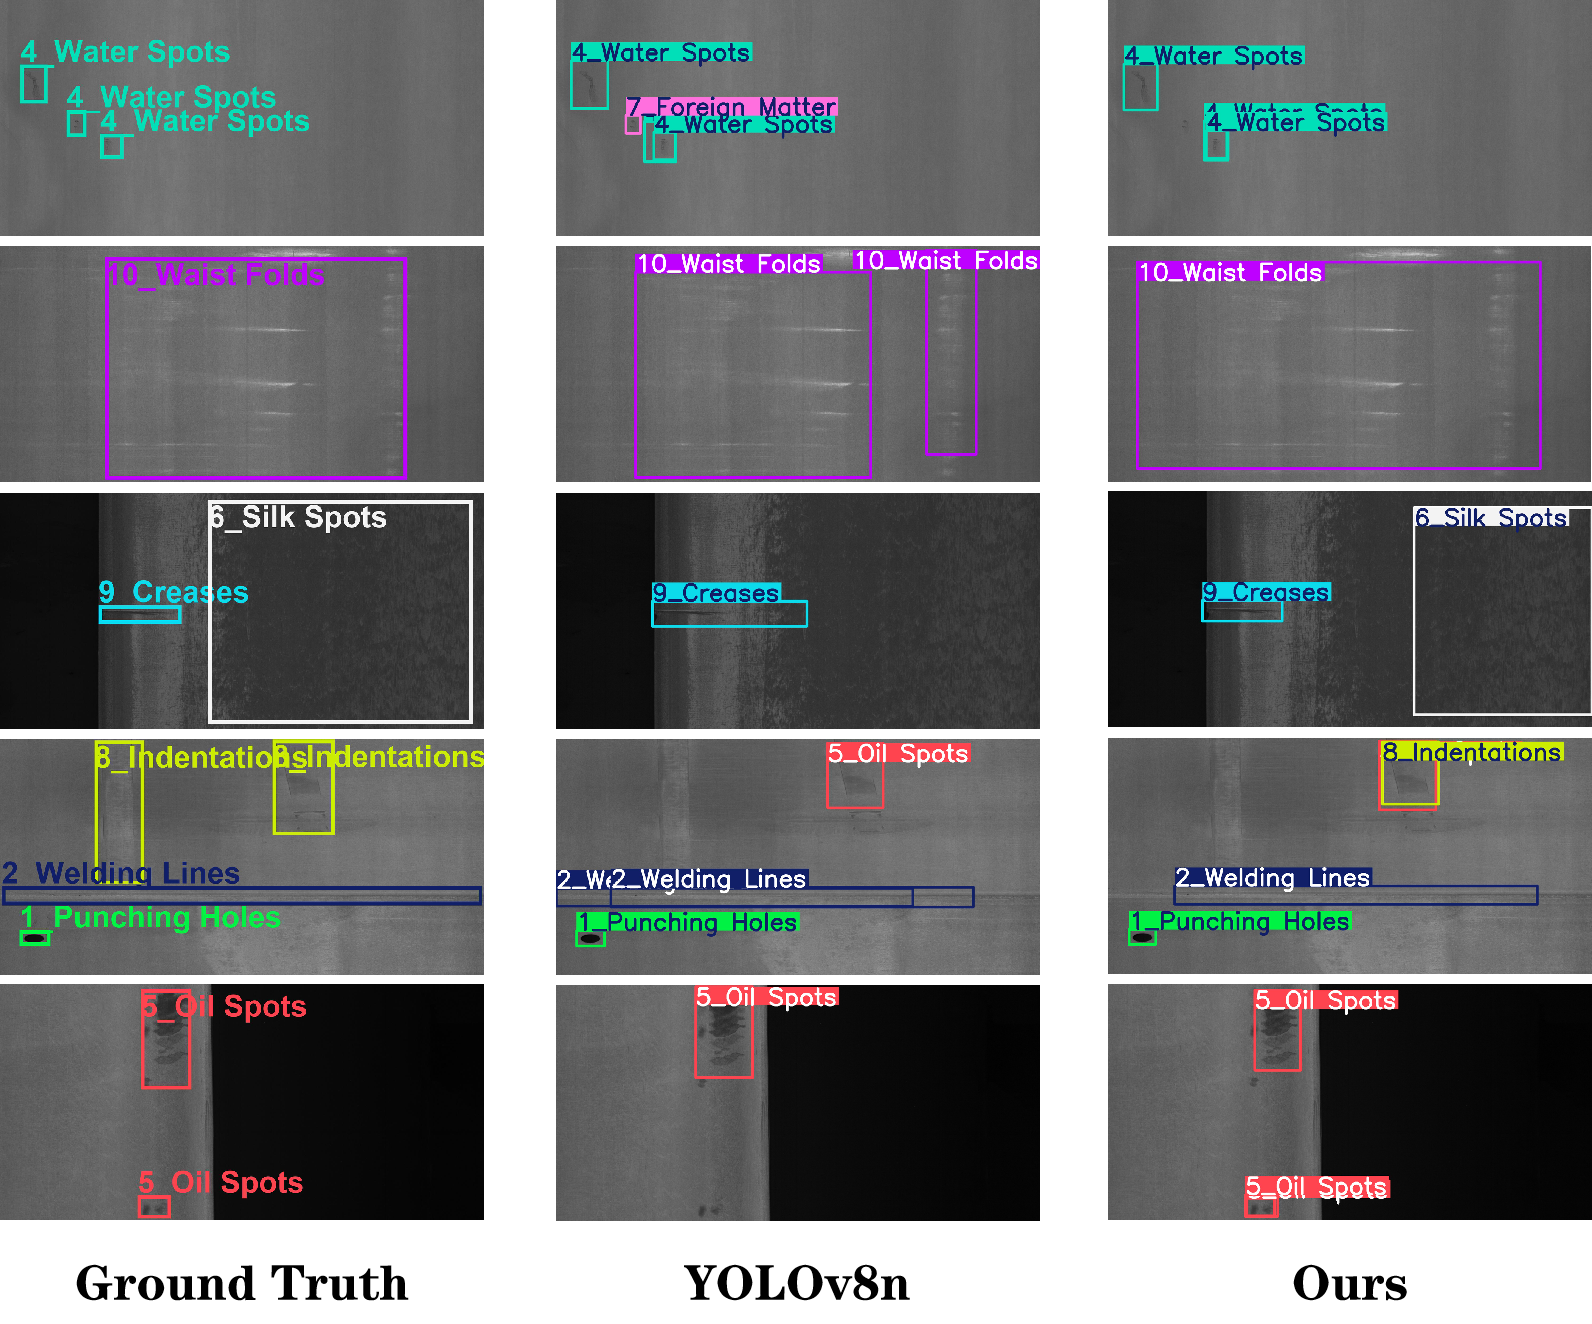 4_Water Spots
4_Water Spots
4_Water Spots
4_Water Spots
7_Foreign Matter
4_Water Spots
4_Water Spots
4_Water Spots
4_Water Spots
10_Waist Folds
10_Waist Folds
10_Waist Folds
10_Waist Folds
6_Silk Spots
9_Creases
9_Creases
6_Silk Spots
9_Creases
8_Indentations
8_Indentations
2_Welding Lines
1_Punching Holes
5_Oil Spots
2_We
2_Welding Lines
1_Punching Holes
8_Indentations
2_Welding Lines
1_Punching Holes
5_Oil Spots
5_Oil Spots
5_Oil Spots
5_Oil Spots
5_Oil Spots
Ground Truth
YOLOv8n
Ours